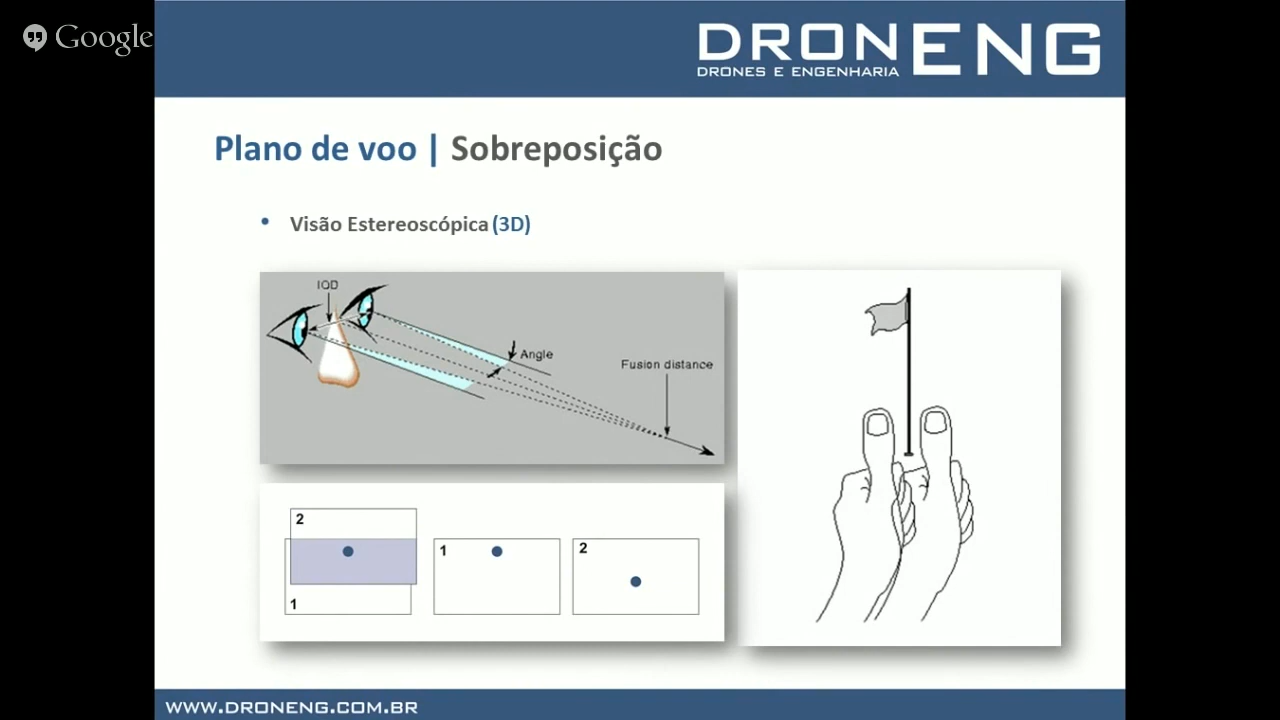 Google
DRONENG
DRONES E ENGENHARIA
Plano de voo | Sobreposição
• Visão Estereoscópica (3D)
IOD
Angle
Fusion distance
2
1
1
2
WWW.DRONENG.COM.BR